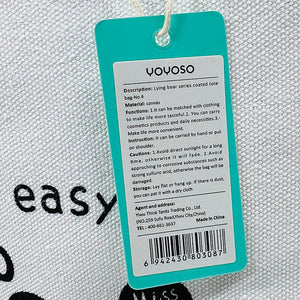 YOYOSO
Description: Lying bear series coated tote
bag-No 4
Material: canvas
Functions: 1.It can be matched with clothing
to make life more tasteful .2. You can carry
cosmetics products and daily necessities.3.-
Make life more convenient.
Instruction: It can be carried by hand or put
on shoulder.
Cautions:1.Avoid direct sunlight for a long
time, otherwise it will fade. 2.Avoid
approaching to corrosive substances such as
strong sulfuric acid, otherwise the bag will be
damaged.
Storage: Lay flat or hang up. If there is dust,
you can pat it with a dry cloth
Agent and address:
Yiwu Think Tanks Trading Co., Ltd.
(NO.259 Sufu Road,Yiwu City,China)
TEL: 400-661-3637
Made in China
6 942430 803087
easy
Miss